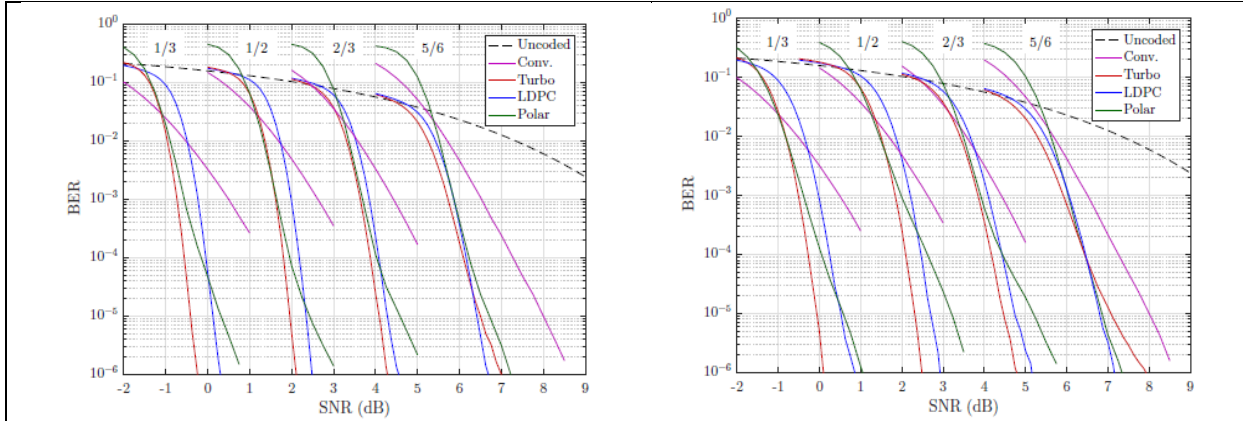 10^0
10^-1
10^-2
10^-3
10^-4
10^-5
10^-6
BER
1/3 1/2 2/3 5/6
Uncoded
Conv.
Turbo
LDPC
Polar
-2 -1 0 1 2 3 4 5 6 7 8 9
SNR (dB)
10^0
10^-1
10^-2
10^-3
10^-4
10^-5
10^-6
BER
1/3 1/2 2/3 5/6
Uncoded
Conv.
Turbo
LDPC
Polar
-2 -1 0 1 2 3 4 5 6 7 8 9
SNR (dB)